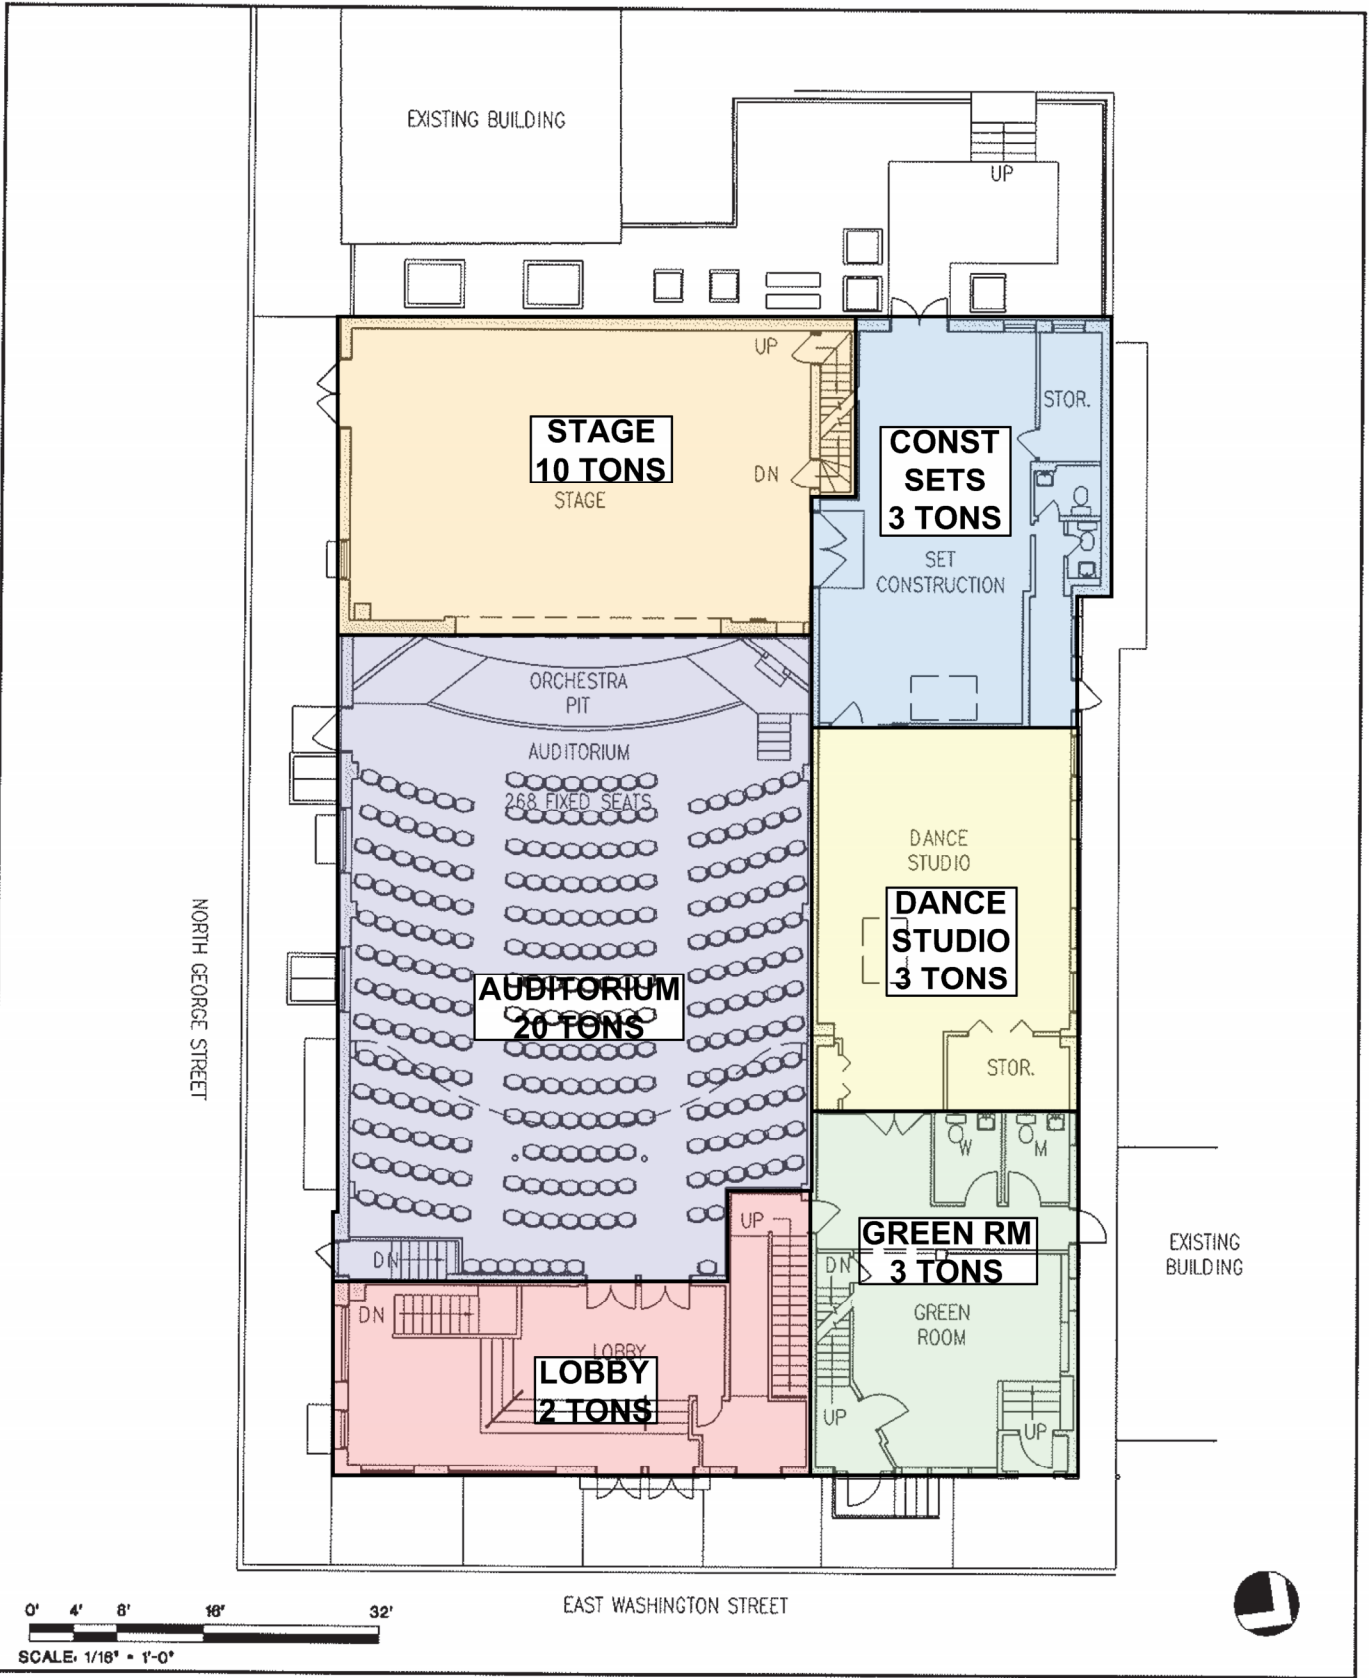 EXISTING BUILDING
UP
UP
STOR.
STAGE
10 TONS
STAGE
DN
CONST
SETS
3 TONS
SET
CONSTRUCTION
ORCHESTRA
PIT
AUDITORIUM
268 FIXED SEATS
DANCE
STUDIO
DANCE
STUDIO
3 TONS
NORTH GEORGE STREET
AUDITORIUM
20 TONS
STOR.
W
M
UP
GREEN RM
3 TONS
DN
DN
EXISTING
BUILDING
DN
GREEN
ROOM
LOBBY
LOBBY
2 TONS
UP
UP
EAST WASHINGTON STREET
0' 4' 8' 16' 32'
SCALE: 1/16" = 1'-0"